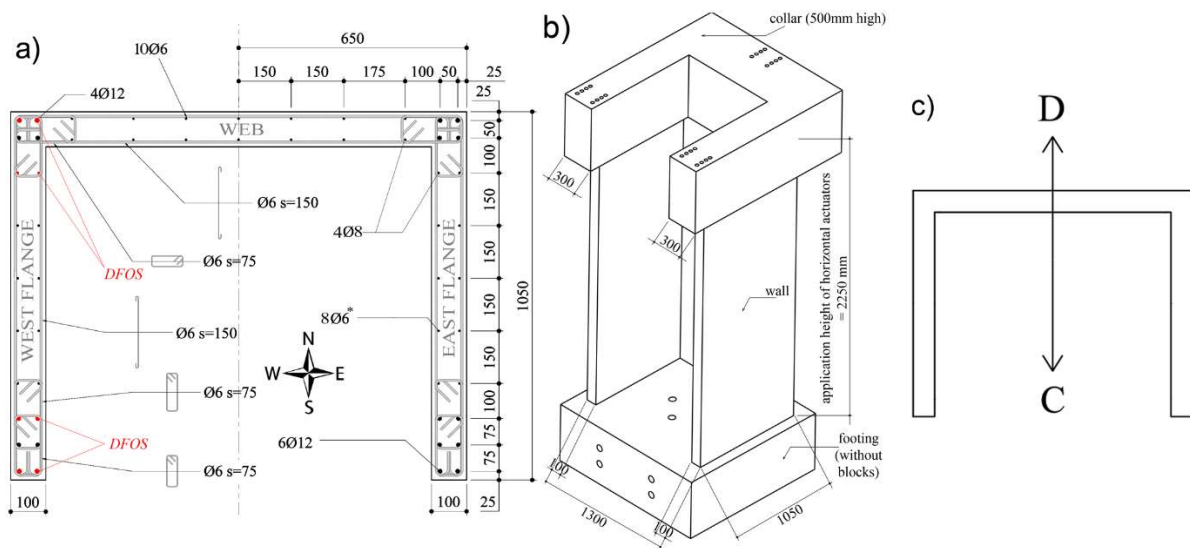 a)
650
10Ø6
150
150
175
100
50
25
25
4Ø12
WEB
50
100
Ø6 s=150
150
4Ø8
DFOS
Ø6 s=75
150
WEST FLANGE
EAST FLANGE
1050
Ø6 s=150
8Ø6*
150
N
W
E
S
150
Ø6 s=75
100
DFOS
6Ø12
75
Ø6 s=75
75
100
100
25
b)
collar (500mm high)
300
300
wall
application height of horizontal actuators
= 2250 mm
footing
(without
blocks)
100
1300
100
1050
c)
D
C